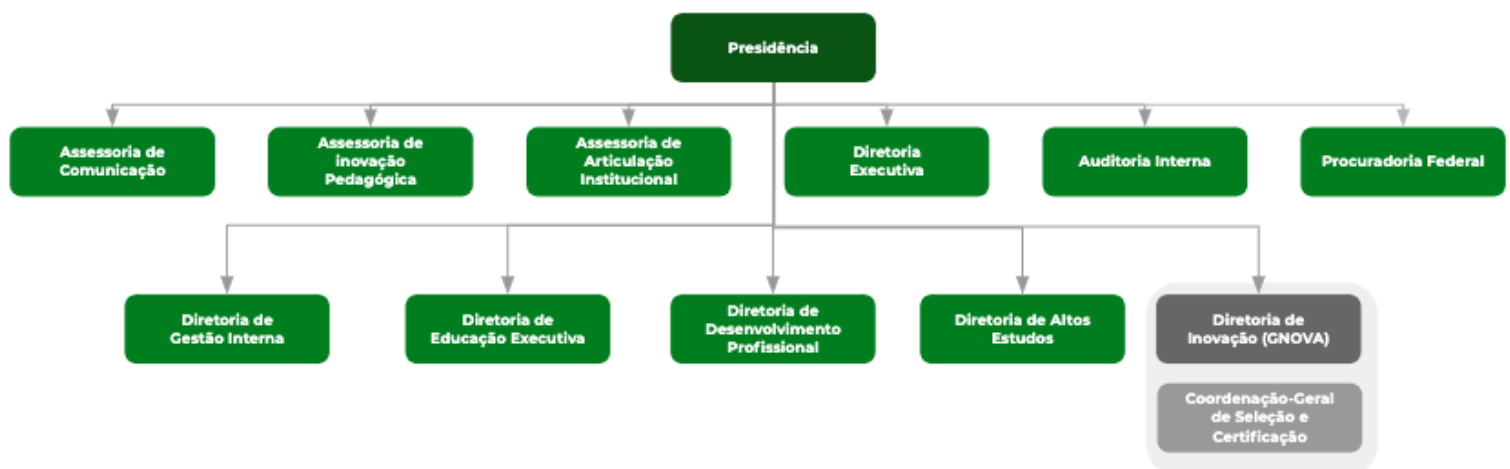 Presidência
Assessoria de
Comunicação
Assessoria de
inovação
Pedagógica
Assessoria de
Articulação
Institucional
Diretoria
Executiva
Auditoria Interna
Procuradoria Federal
Diretoria de
Gestão Interna
Diretoria de
Educação Executiva
Diretoria de
Desenvolvimento
Profissional
Diretoria de Altos
Estudos
Diretoria de
Inovação (GNOVA)
Coordenação-Geral
de Seleção e
Certificação